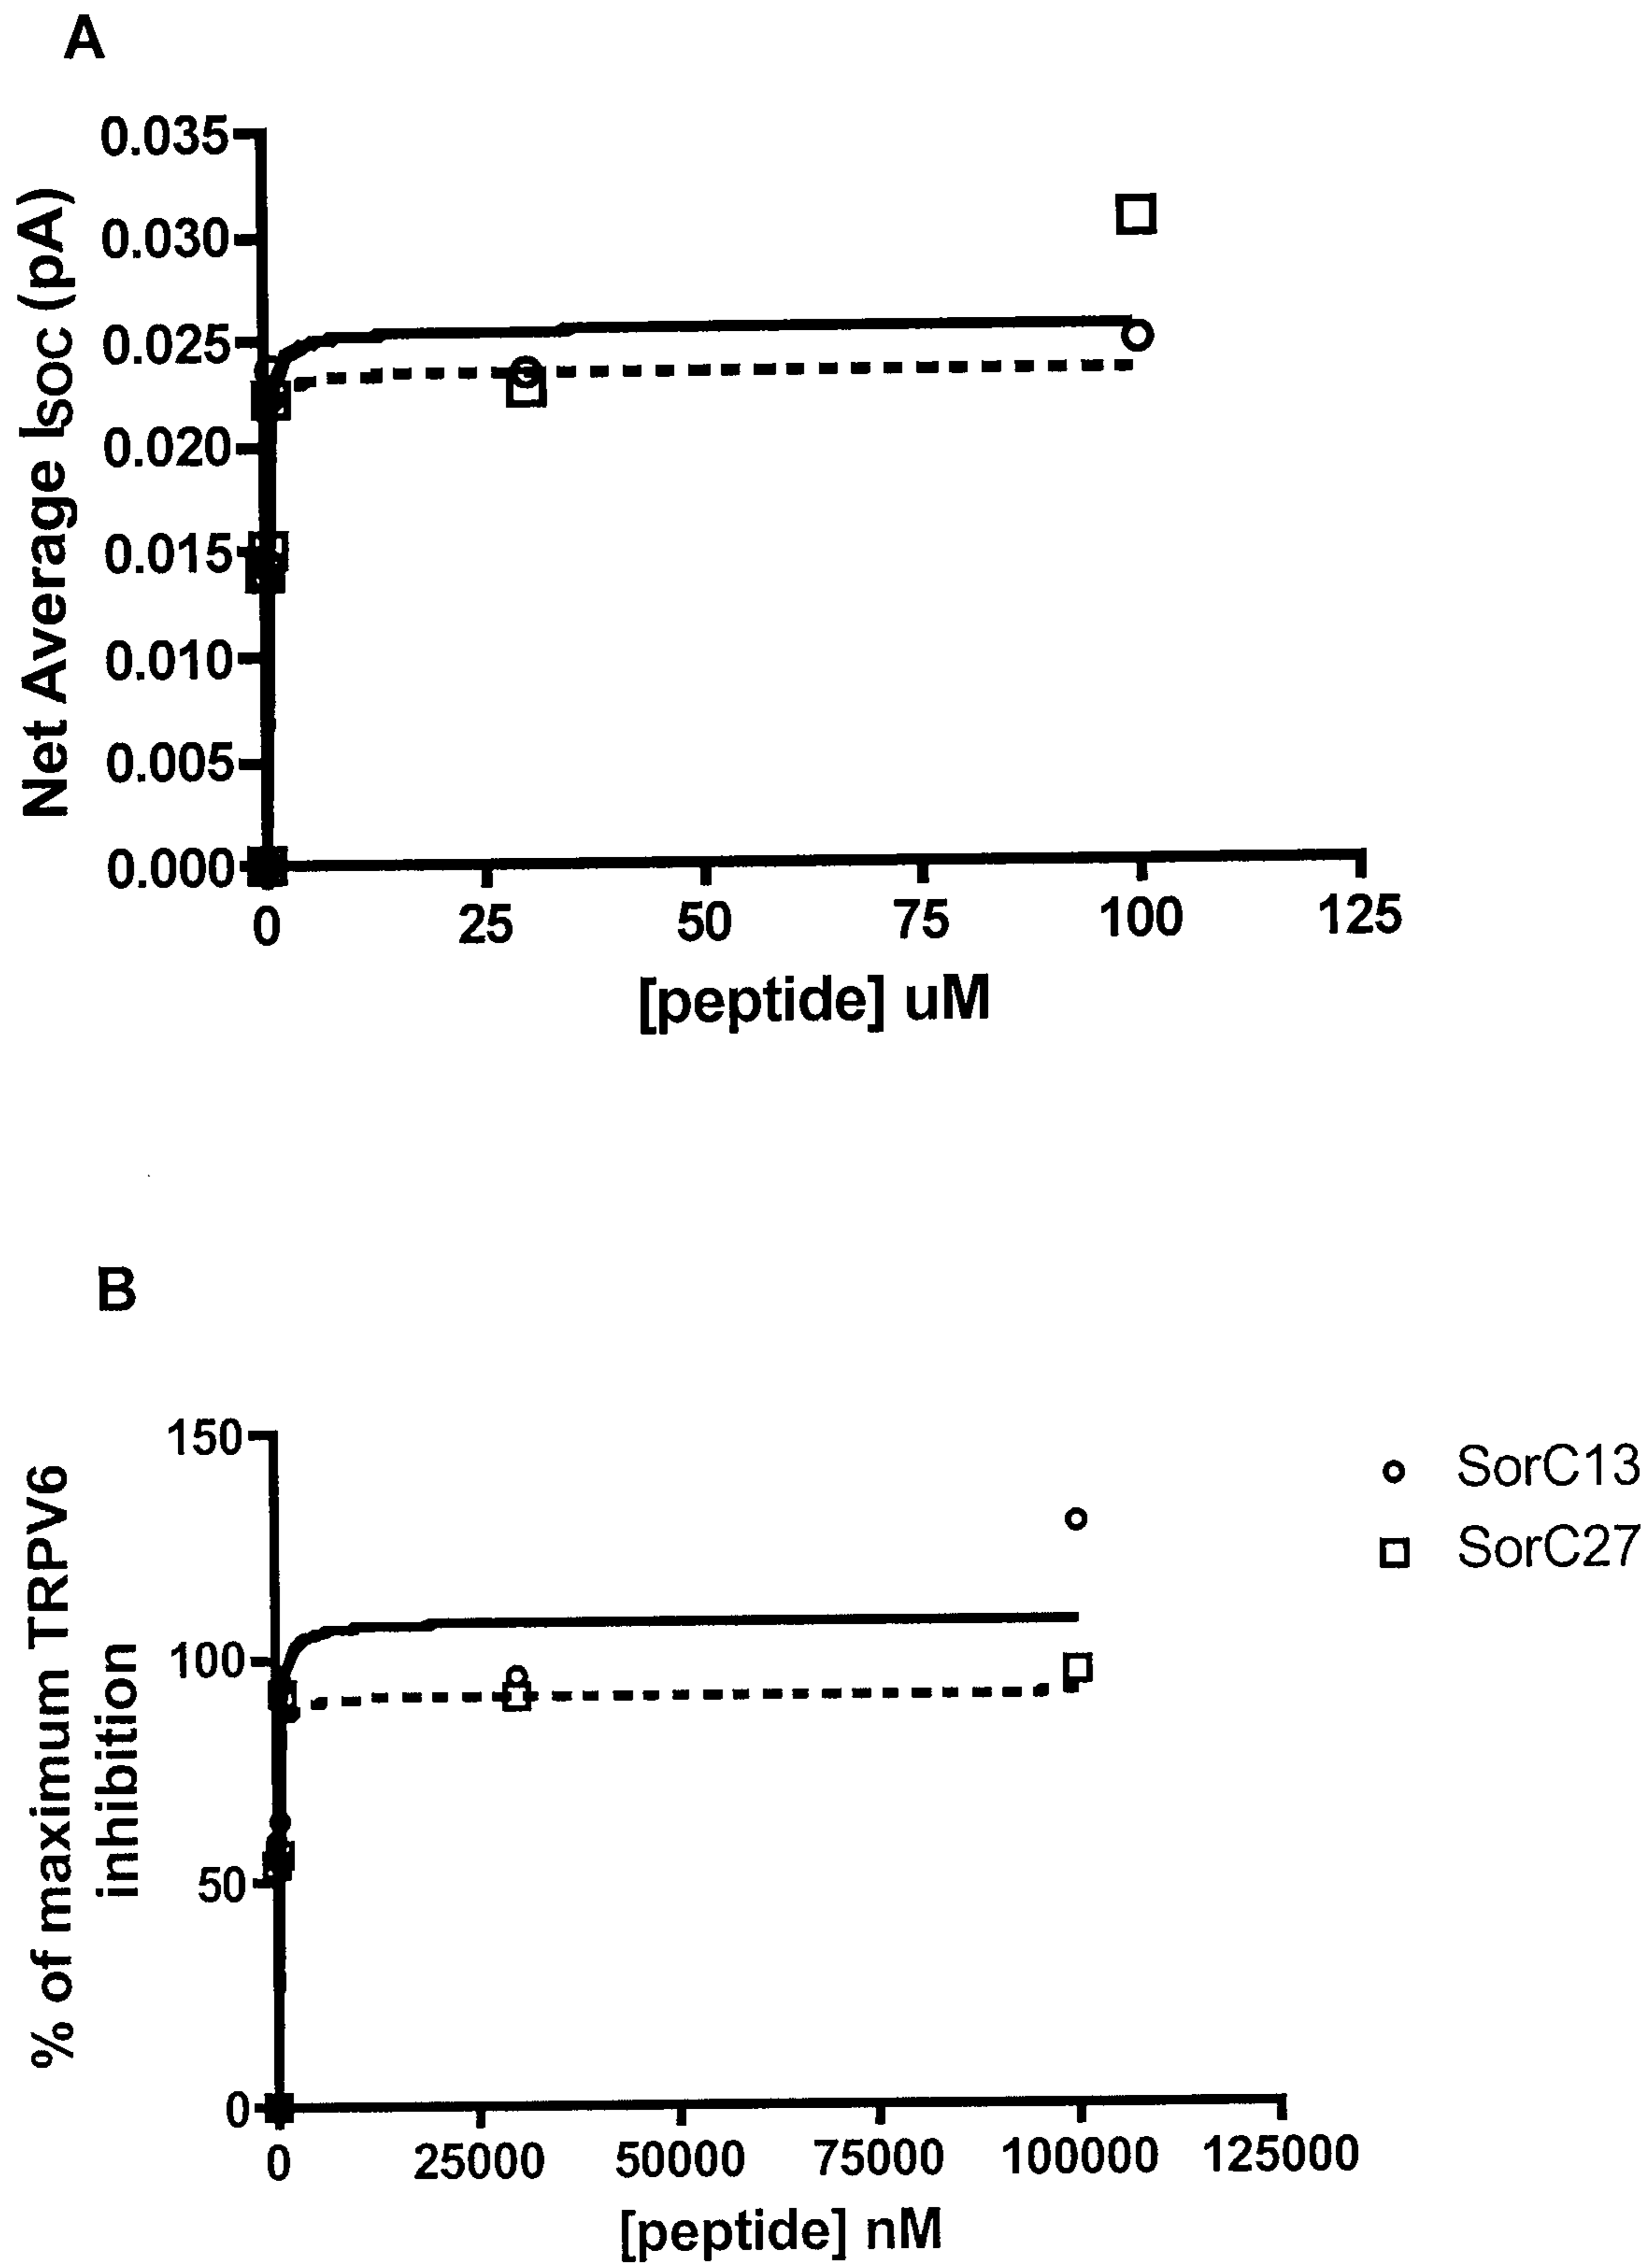 A
Net Average Isoc (pA)
0.035
0.030
0.025
0.020
0.015
0.010
0.005
0.000
0 25 50 75 100 125
[peptide] uM
B
% of maximum TRPV6
inhibition
150
100
50
0
0 25000 50000 75000 100000 125000
[peptide] nM
SorC13
SorC27